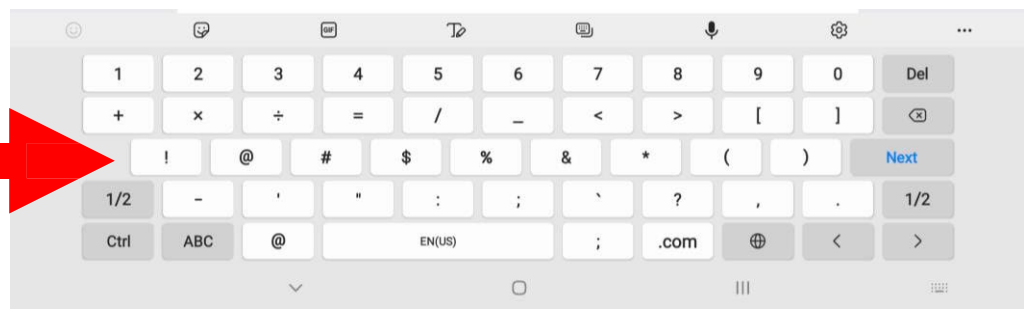 GIF
1 2 3 4 5 6 7 8 9 0 Del
+ × ÷ = / _ < > [ ]
! @ # $ % & * ( ) Next
1/2 - ' " : ; ` ? , . 1/2
Ctrl ABC @ EN(US) ; .com < >